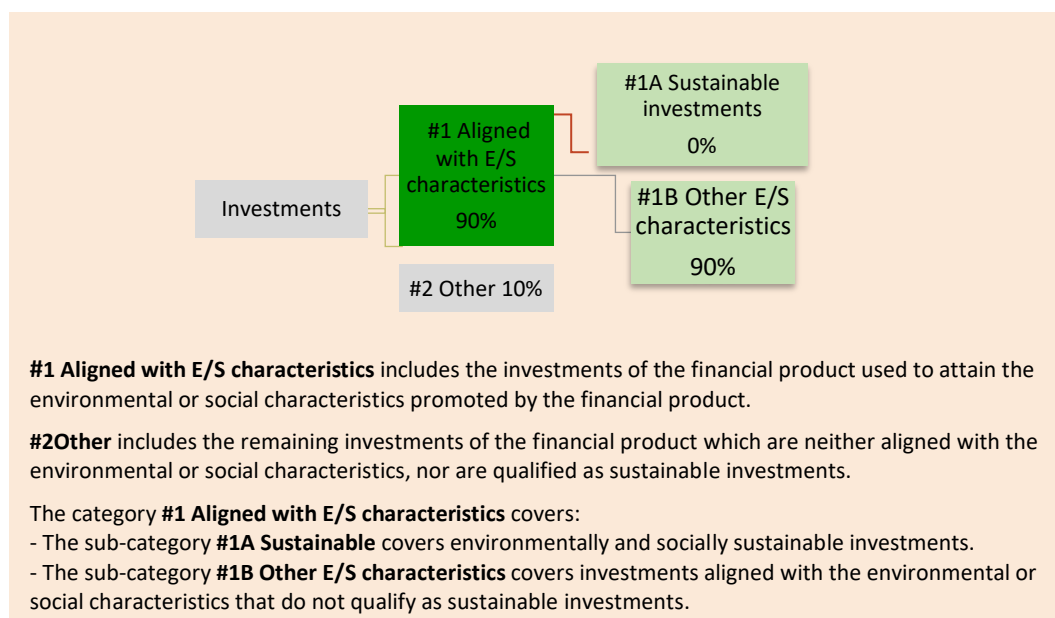 #1A Sustainable
investments
0%
#1 Aligned
with E/S
characteristics
90%
Investments
#1B Other E/S
characteristics
90%
#2 Other 10%
#1 Aligned with E/S characteristics includes the investments of the financial product used to attain the
environmental or social characteristics promoted by the financial product.
#2Other includes the remaining investments of the financial product which are neither aligned with the
environmental or social characteristics, nor are qualified as sustainable investments.
The category #1 Aligned with E/S characteristics covers:
- The sub-category #1A Sustainable covers environmentally and socially sustainable investments.
- The sub-category #1B Other E/S characteristics covers investments aligned with the environmental or
social characteristics that do not qualify as sustainable investments.